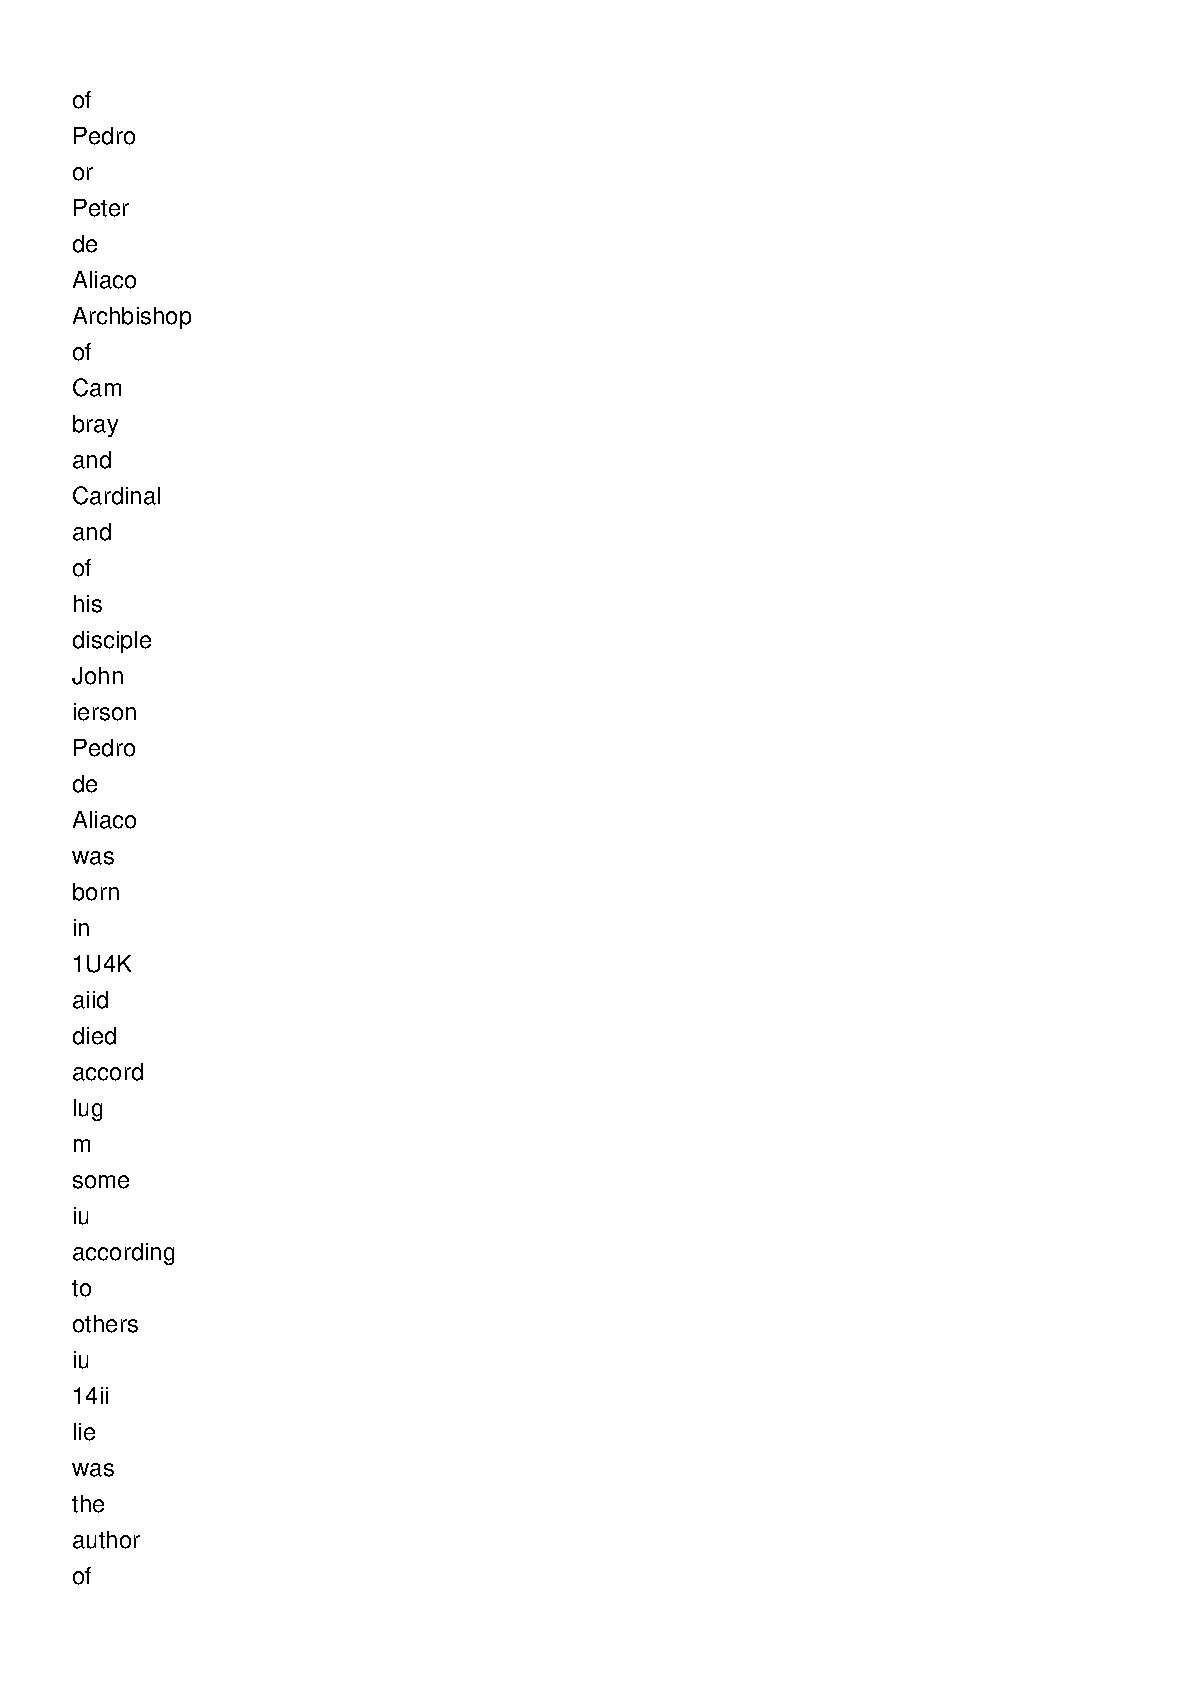 of
Pedro
or
Peter
de
Aliaco
Archbishop
of
Cam
bray
and
Cardinal
and
of
his
disciple
John
ierson
Pedro
de
Aliaco
was
born
in
1U4K
aiid
died
accord
lug
m
some
iu
according
to
others
iu
14ii
lie
was
the
author
of